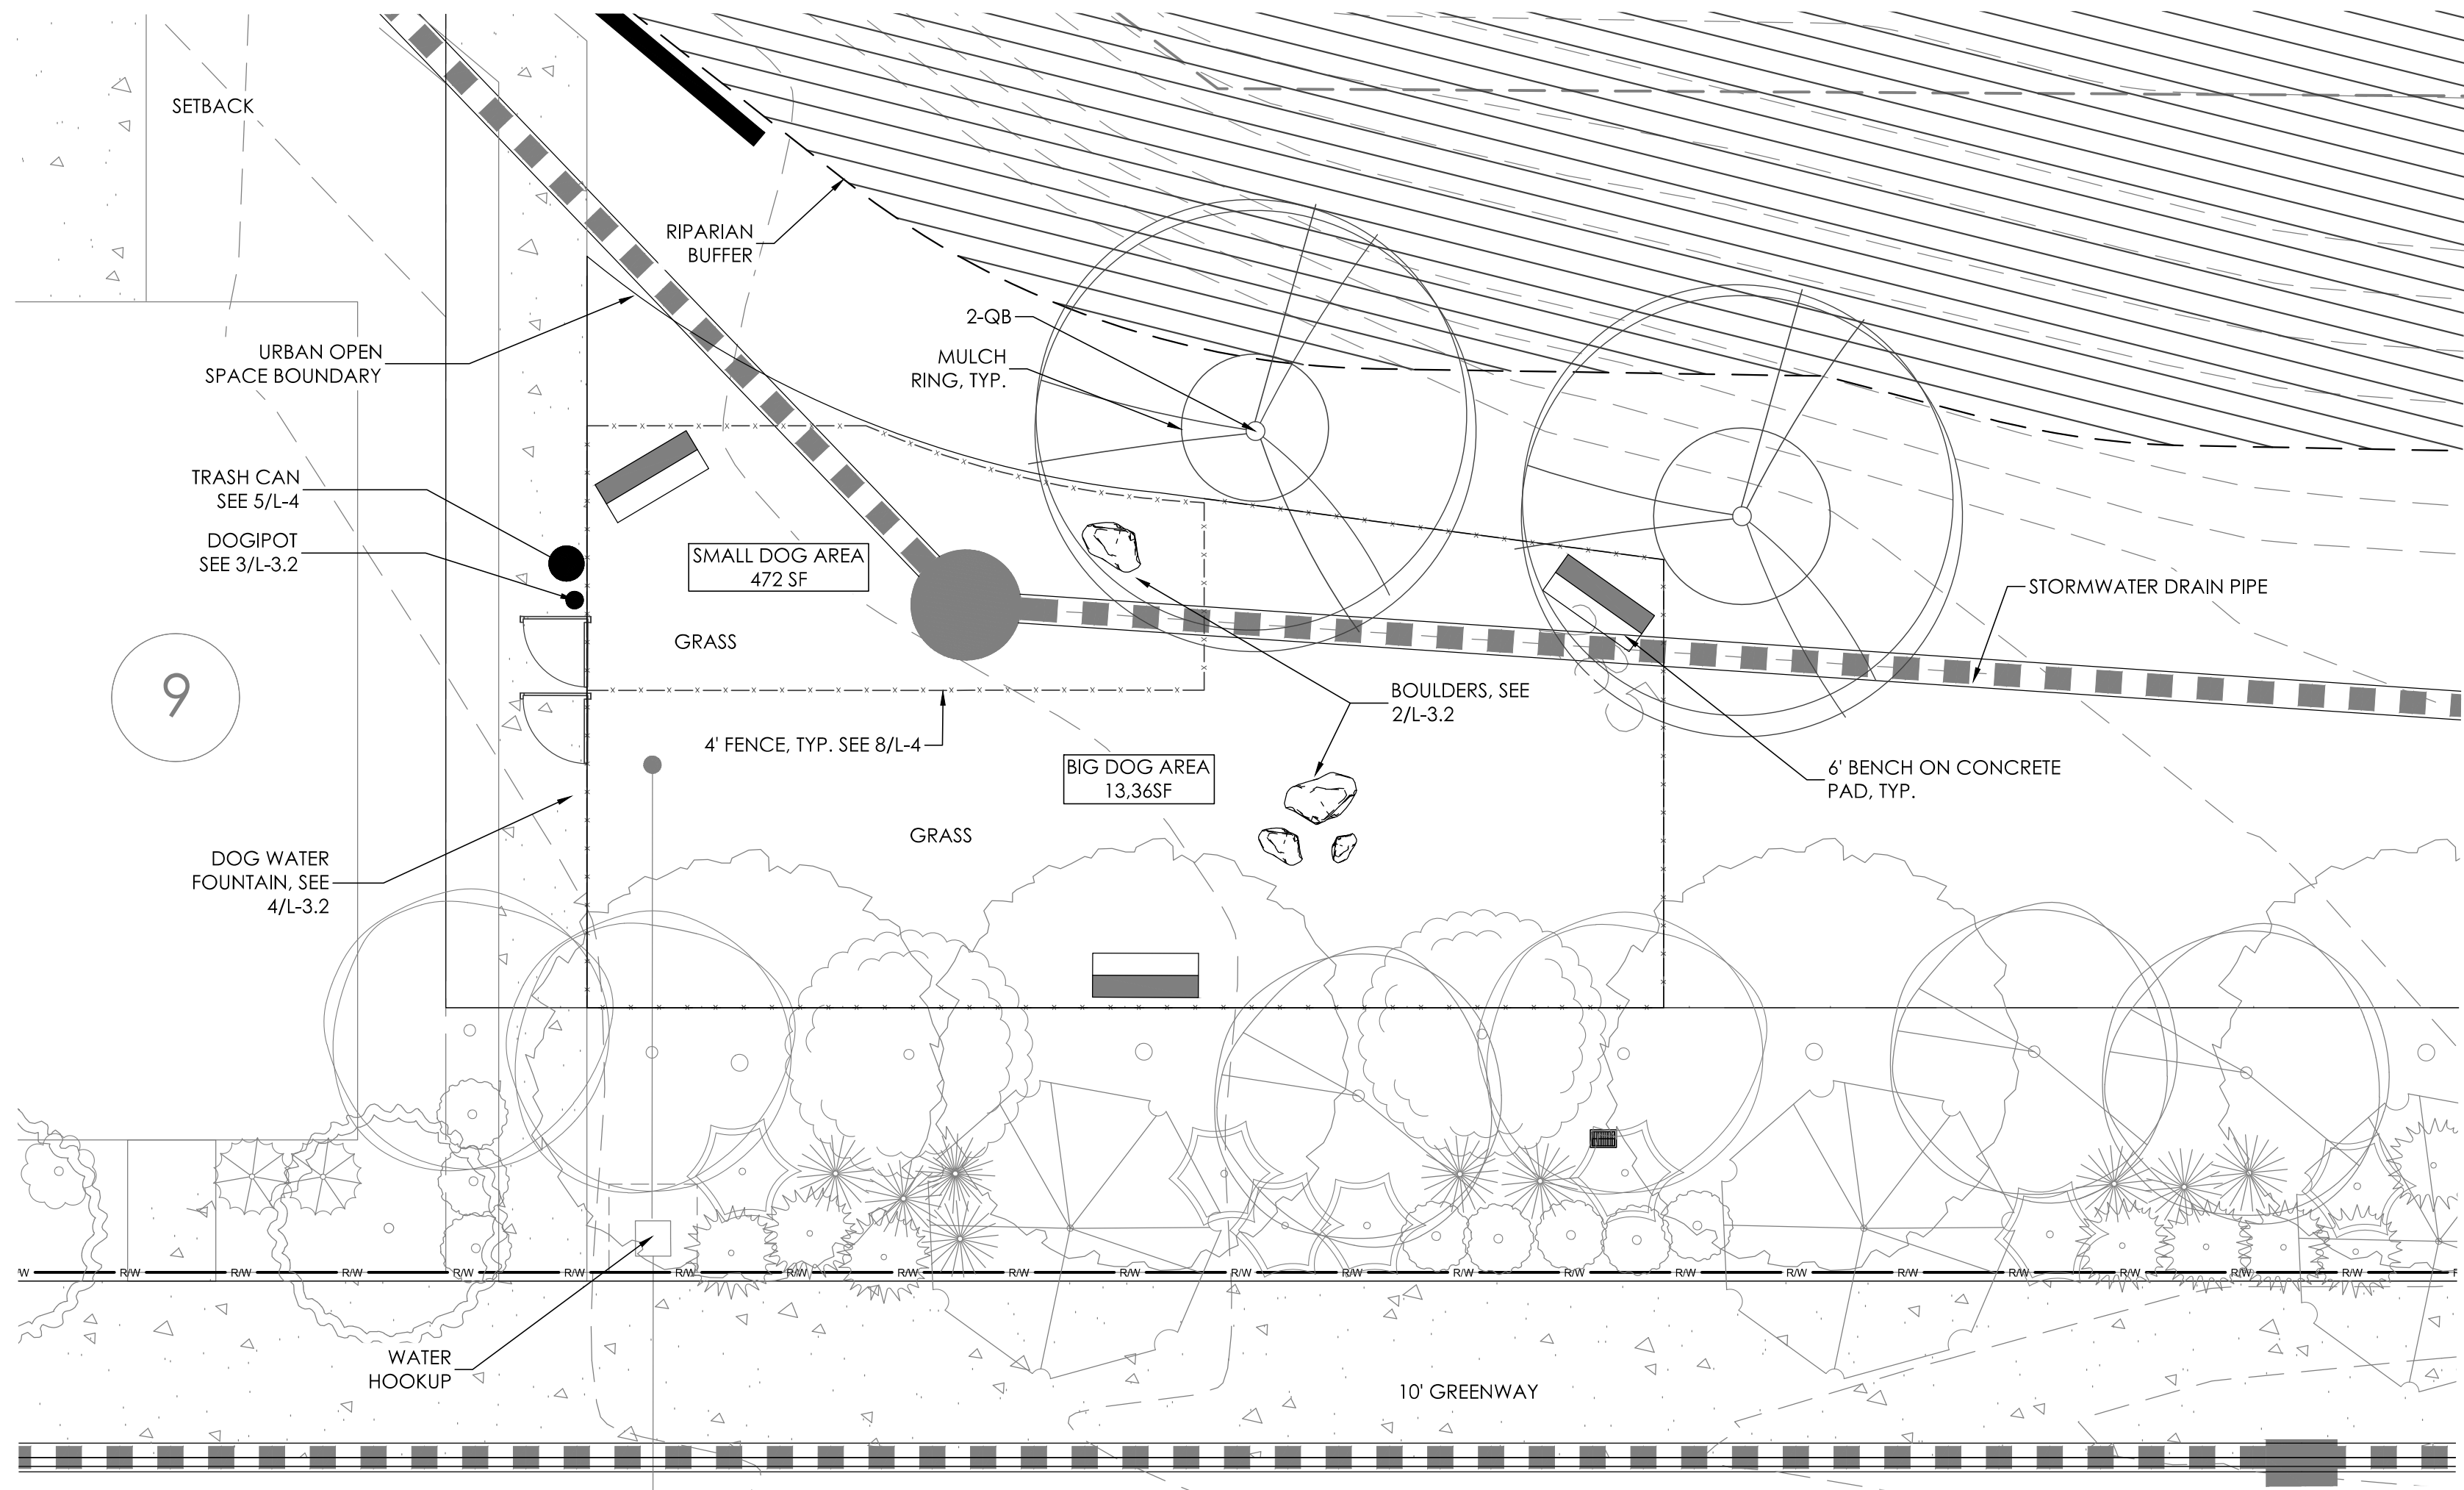 SETBACK
RIPARIAN
BUFFER
2-QB
URBAN OPEN
SPACE BOUNDARY
MULCH
RING, TYP.
TRASH CAN
SEE 5/L-4
DOGIPOT
SEE 3/L-3.2
SMALL DOG AREA
472 SF
STORMWATER DRAIN PIPE
GRASS
9
BOULDERS, SEE
2/L-3.2
4' FENCE, TYP. SEE 8/L-4
BIG DOG AREA
13,36SF
6' BENCH ON CONCRETE
PAD, TYP.
GRASS
DOG WATER
FOUNTAIN, SEE
4/L-3.2
R/W R/W R/W R/W R/W R/W R/W R/W R/W R/W R/W R/W R/W R/W R/W R/W R/W R/W R/W R/W R/W
WATER
HOOKUP
10' GREENWAY